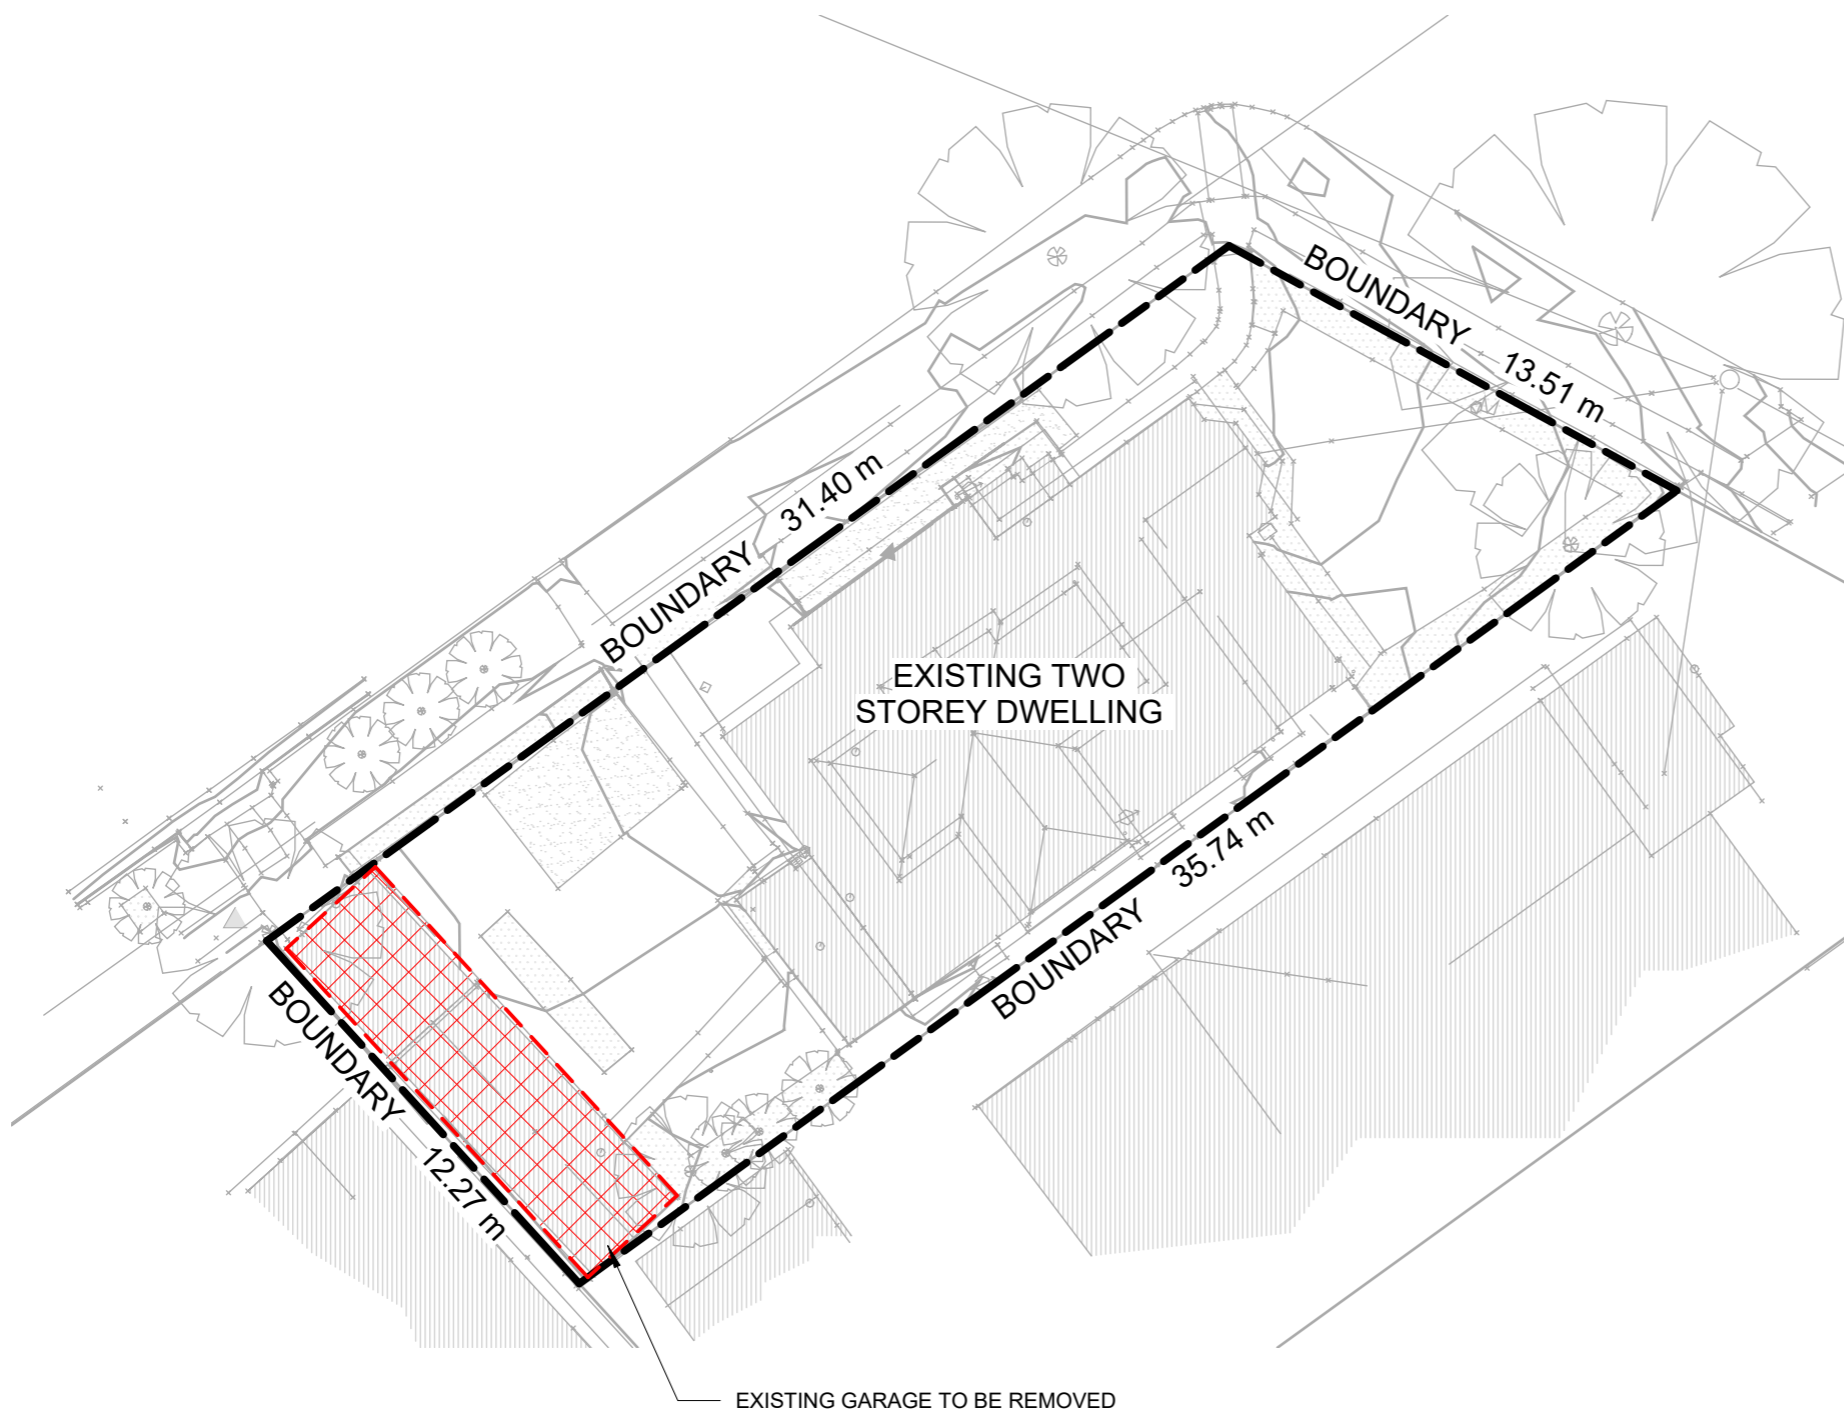 BOUNDARY 13.51 m
BOUNDARY 31.40 m
EXISTING TWO
STOREY DWELLING
BOUNDARY 35.74 m
BOUNDARY 12.27 m
EXISTING GARAGE TO BE REMOVED